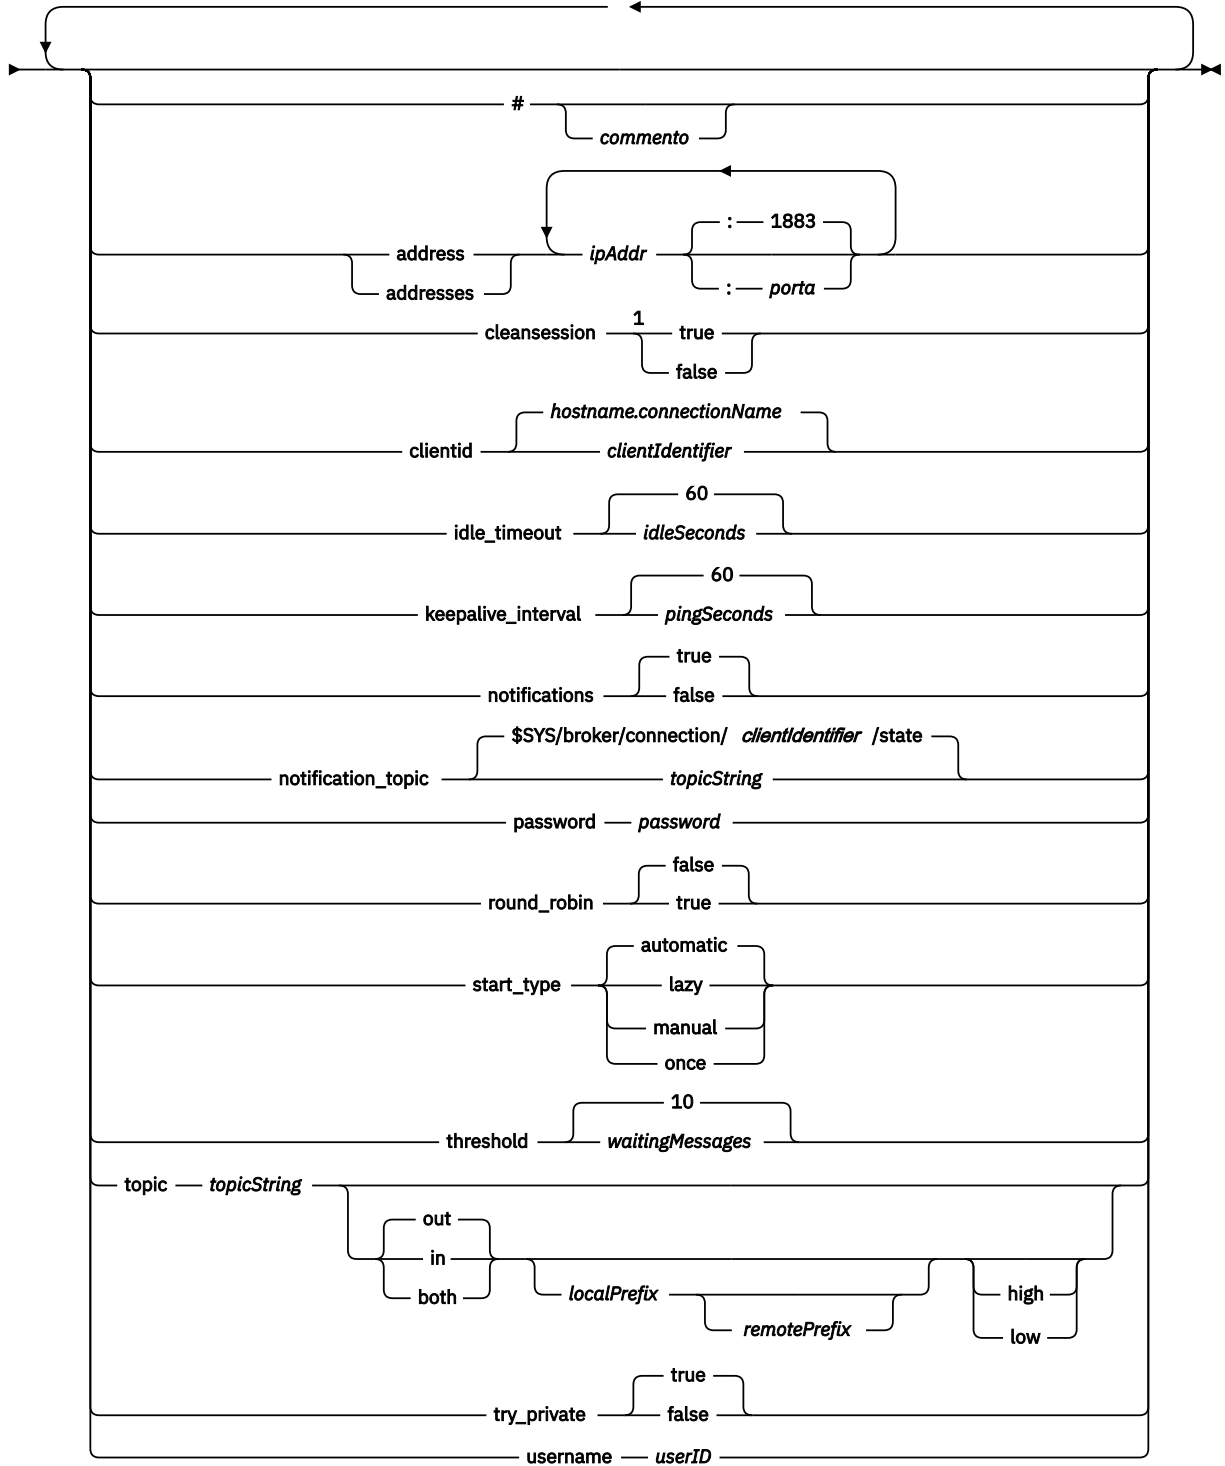 #
commento
: 1883
address ipAddr
addresses : porta
1
cleansession true
false
hostname.connectionName
clientid clientIdentifier
60
idle_timeout idleSeconds
60
keepalive_interval pingSeconds
true
notifications false
$SYS/broker/connection/ clientIdentifier /state
notification_topic topicString
password password
false
round_robin true
automatic
start_type lazy
manual
once
10
threshold waitingMessages
topic topicString
out
in
both localPrefix high
remotePrefix low
true
try_private false
username userID